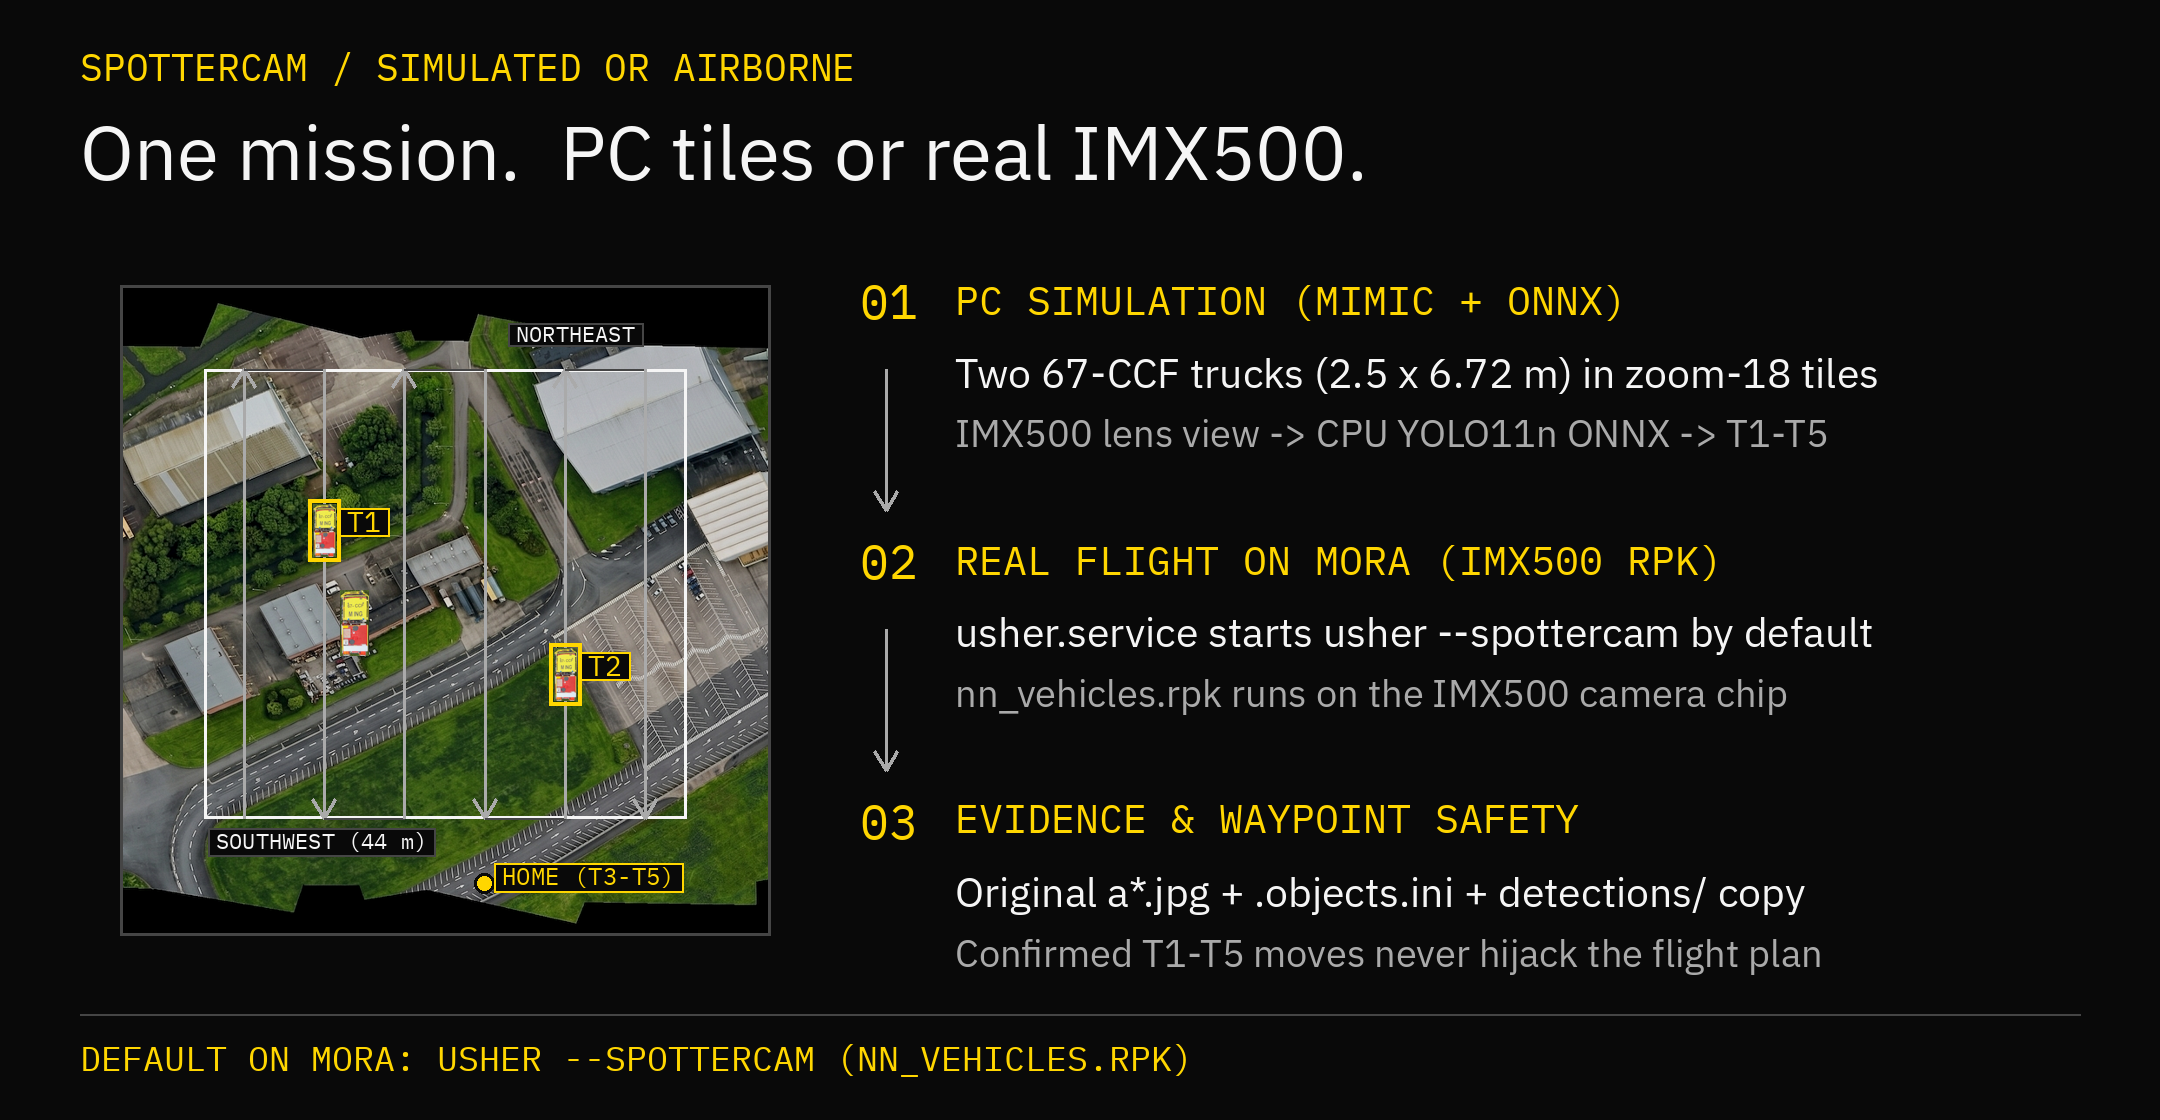 SPOTTERCAM / SIMULATED OR AIRBORNE
One mission. PC tiles or real IMX500.
NORTHEAST
T1
T2
SOUTHWEST (44 m)
HOME (T3-T5)
01 PC SIMULATION (MIMIC + ONNX)
Two 67-CCF trucks (2.5 x 6.72 m) in zoom-18 tiles
IMX500 lens view -> CPU YOLO11n ONNX -> T1-T5
02 REAL FLIGHT ON MORA (IMX500 RPK)
usher.service starts usher --spottercam by default
nn_vehicles.rpk runs on the IMX500 camera chip
03 EVIDENCE & WAYPOINT SAFETY
Original a*.jpg + .objects.ini + detections/ copy
Confirmed T1-T5 moves never hijack the flight plan
DEFAULT ON MORA: USHER --SPOTTERCAM (NN_VEHICLES.RPK)